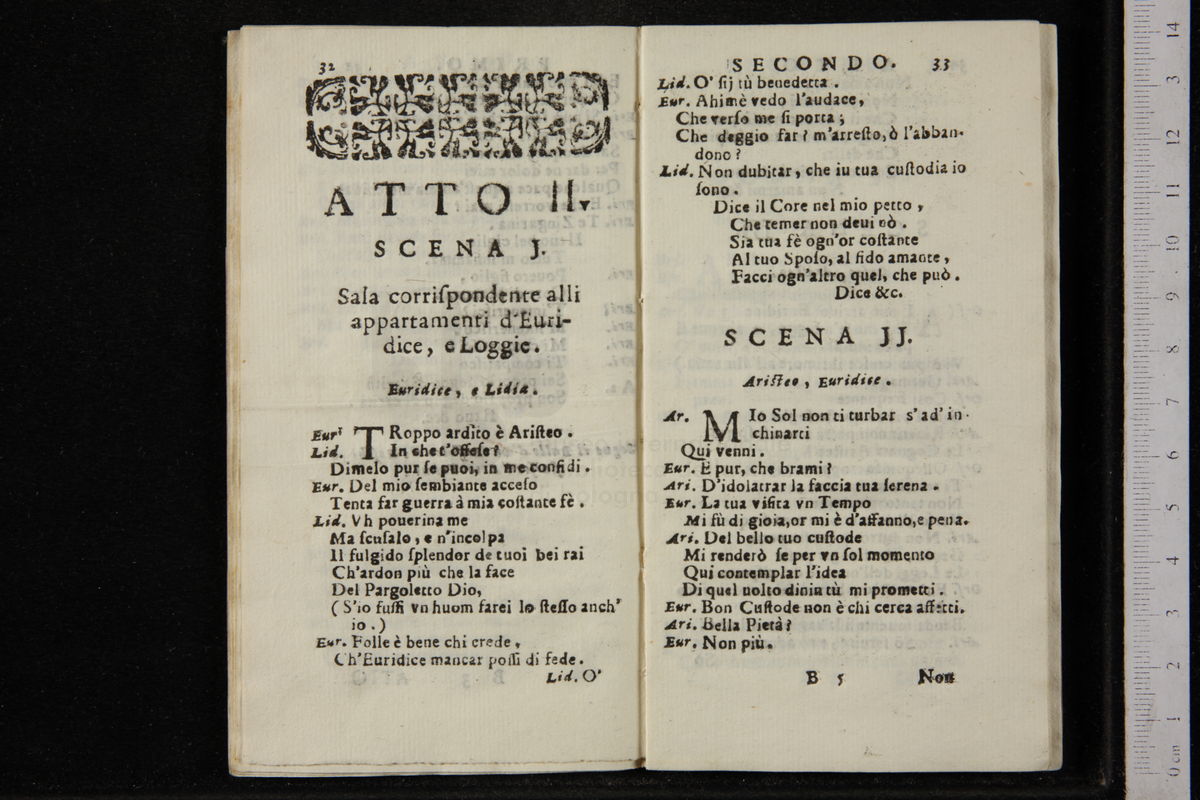 32
ATTO II.
SCENA J.
Sala corriſpondente alli
appartamenti d'Euri-
dice, e Loggie.
Euridice, e Lidia.
Eur. TRoppo ardito è Ariſteo.
Lid. In che t'offeſe?
Dimelo pur ſe puoi, in me confidi.
Eur. Del mio ſembiante acceſo
Tenta far guerra à mia coſtante fè.
Lid. Vh pouerina me
Ma ſcuſalo, e n'incolpa
Il fulgido ſplendor de tuoi bei rai
Ch'ardon più che la face
Del Pargoletto Dio,
(S'io fuſſi vn huom farei lo ſteſſo anch'
io.)
Eur. Folle è bene chi crede,
Ch'Euridice mancar poſſi di fede.
Lid. O'
SECONDO. 33
Lid. O' ſij tù benedetta.
Eur. Ahimè vedo l'audace,
Che verſo me ſi porta;
Che deggio far? m'arreſto, ò l'abban-
dono?
Lid. Non dubitar, che iu tua cuſtodia io
ſono.
Dice il Core nel mio petto,
Che temer non deui nò.
Sia tua fè ogn'or coſtante
Al tuo Spoſo, al fido amante,
Facci ogn'altro quel, che può.
Dice &c.
SCENA JJ.
Ariſteo, Euridice.
Ar. MIo Sol non ti turbar s'ad'in-
chinarti
Qui venni.
Eur. E pur, che brami?
Ari. D'idolatrar la faccia tua ſerena.
Eur. La tua viſita vn Tempo
Mi fù di gioia, or mi è d'affanno, e pena.
Ari. Del bello tuo cuſtode
Mi renderò ſe per vn ſol momento
Qui contemplar l'idea
Di quel uolto diuin tù mi prometti.
Eur. Bon Cuſtode non è chi cerca affetti.
Ari. Bella Pietà?
Eur. Non più.
B 5 Non